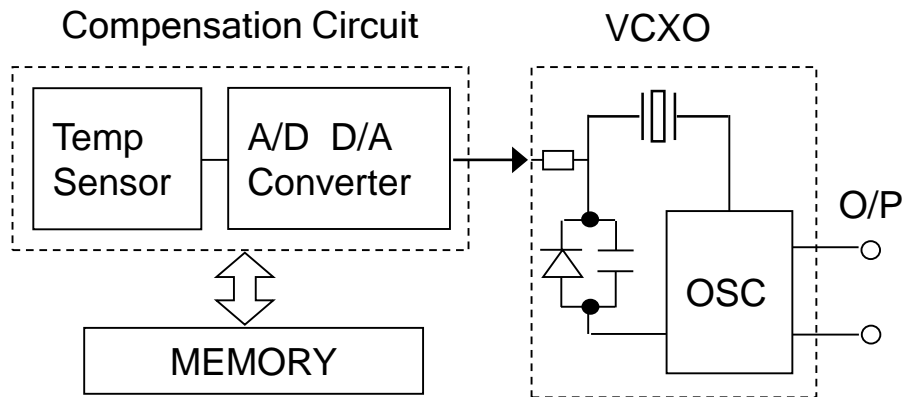 Compensation Circuit
VCXO
Temp
Sensor
A/D D/A
Converter
O/P
OSC
MEMORY